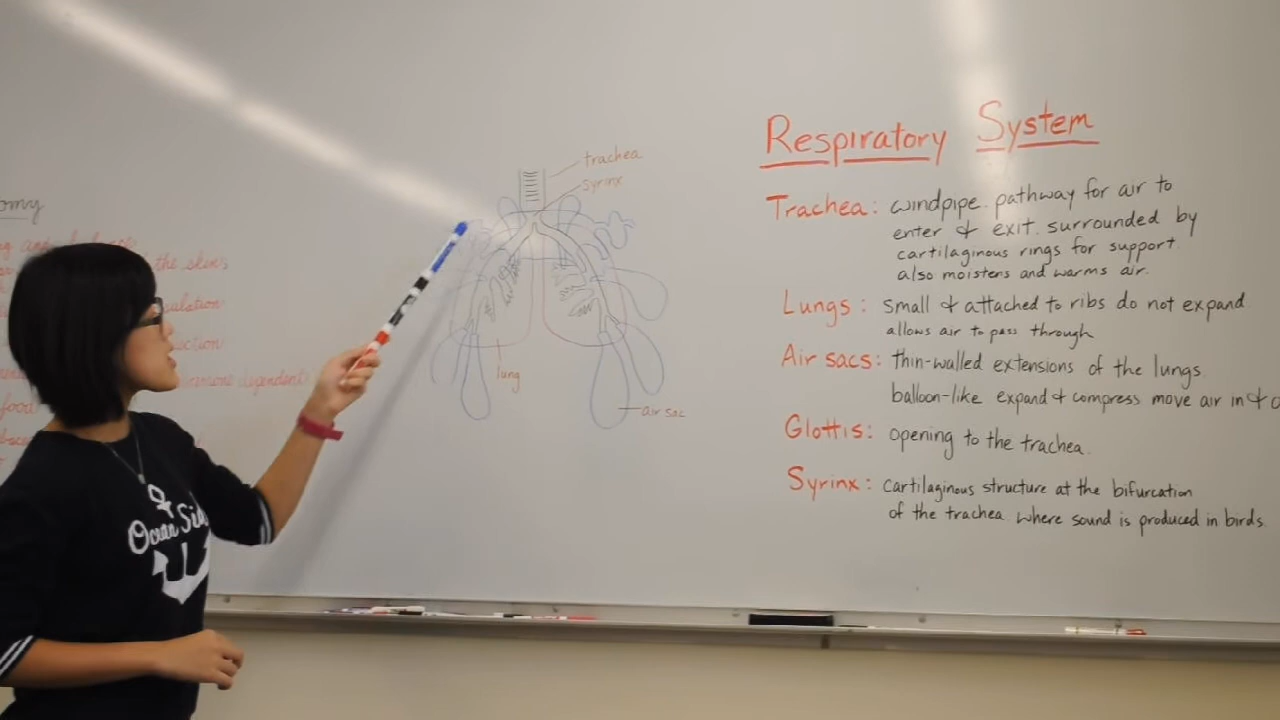 omy
the skin
lung
trachea
syrinx
air sac
Ocean Side
Respiratory System
Trachea: windpipe. pathway for air to
enter & exit. surrounded by
cartilaginous rings for support.
also moistens and warms air.
Lungs: small & attached to ribs do not expand
allows air to pass through
Air sacs: thin-walled extensions of the lungs.
balloon-like expand & compress move air in &
Glottis: opening to the trachea.
Syrinx: cartilaginous structure at the bifurcation
of the trachea. where sound is produced in birds.